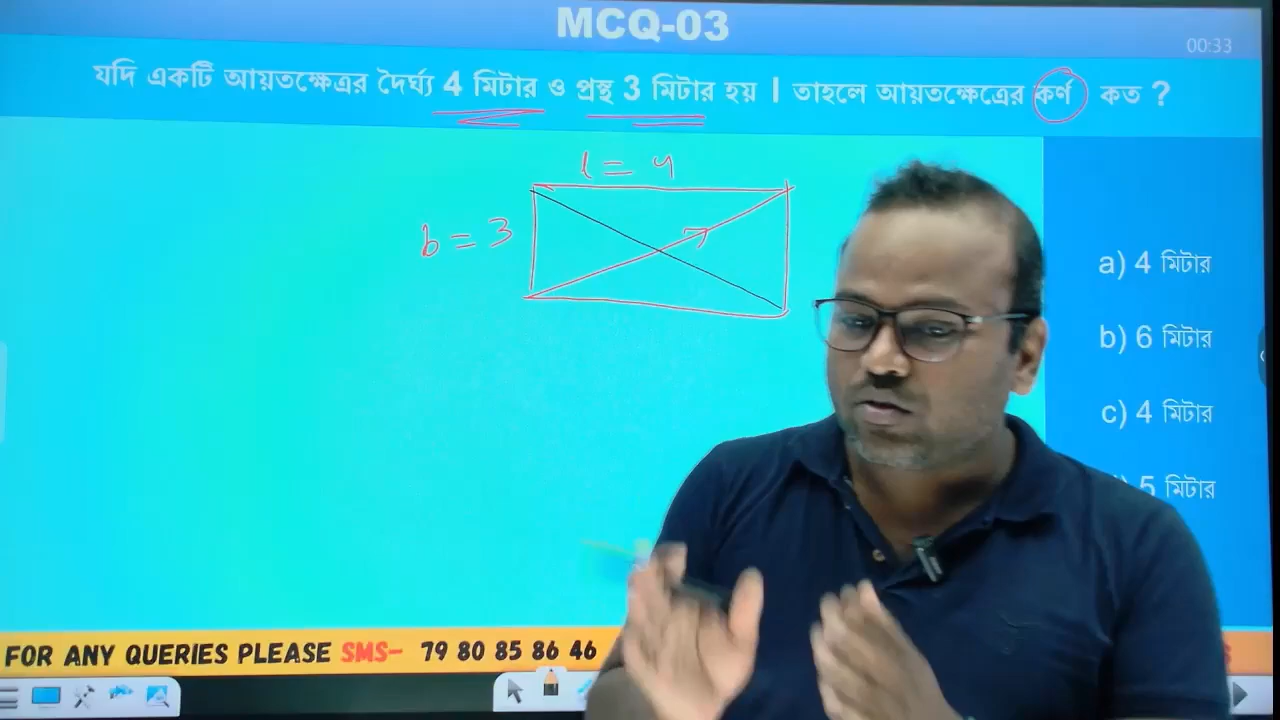 MCQ-03
00:33
যদি একটি আয়তক্ষেত্রর দৈর্ঘ্য 4 মিটার ও প্রস্থ 3 মিটার হয় । তাহলে আয়তক্ষেত্রের কর্ণ কত ?
l = 4
b = 3
a) 4 মিটার
b) 6 মিটার
c) 4 মিটার
) 5 মিটার
FOR ANY QUERIES PLEASE SMS- 79 80 85 86 46